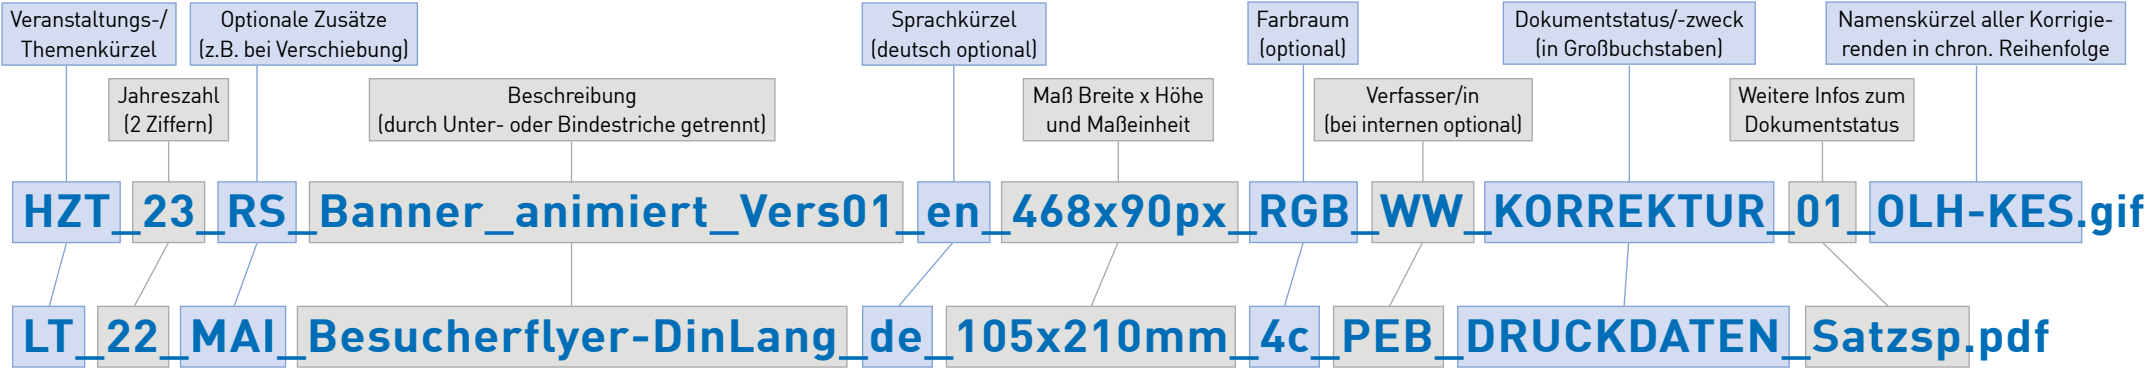 Veranstaltungs-/
Themenkürzel
Optionale Zusätze
(z.B. bei Verschiebung)
Sprachkürzel
(deutsch optional)
Farbraum
(optional)
Dokumentstatus/-zweck
(in Großbuchstaben)
Namenskürzel aller Korrigie-
renden in chron. Reihenfolge
Jahreszahl
(2 Ziffern)
Beschreibung
(durch Unter- oder Bindestriche getrennt)
Maß Breite x Höhe
und Maßeinheit
Verfasser/in
(bei internen optional)
Weitere Infos zum
Dokumentstatus
HZT_23_RS_Banner_animiert_Vers01_en_468x90px_RGB_WW_KORREKTUR_01_OLH-KES.gif
LT_22_MAI_Besucherflyer-DinLang_de_105x210mm_4c_PEB_DRUCKDATEN_Satzsp.pdf